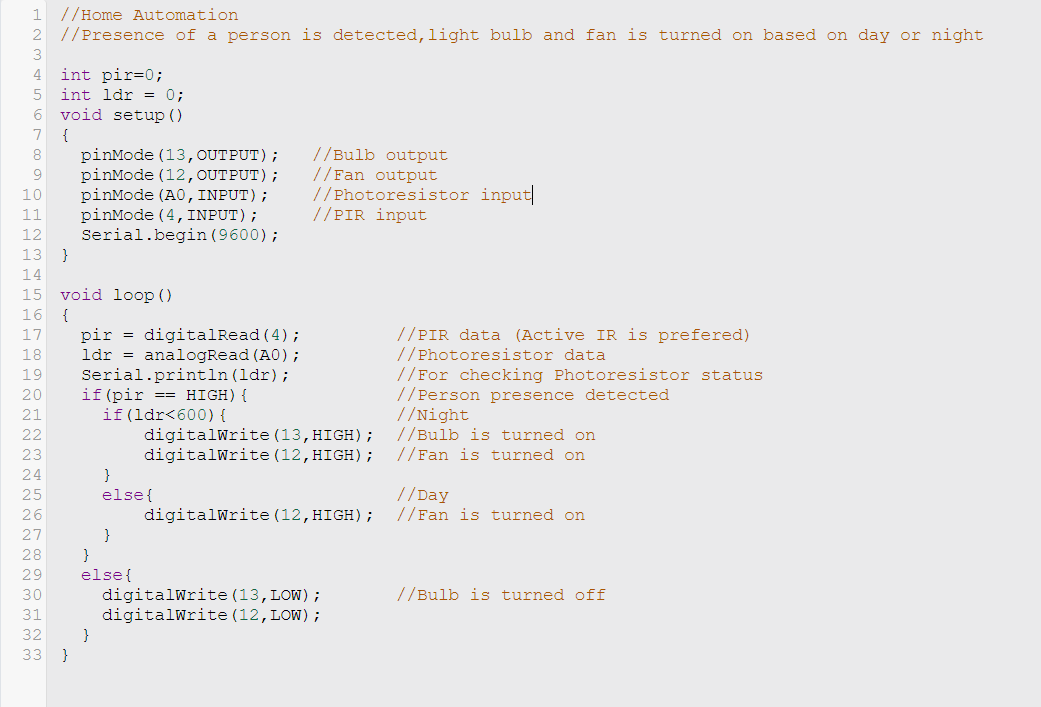 1 //Home Automation
2 //Presence of a person is detected,light bulb and fan is turned on based on day or night
3
4 int pir=0;
5 int ldr = 0;
6 void setup()
7 {
8   pinMode(13,OUTPUT);   //Bulb output
9   pinMode(12,OUTPUT);   //Fan output
10   pinMode(A0,INPUT);    //Photoresistor input
11   pinMode(4,INPUT);     //PIR input
12   Serial.begin(9600);
13 }
14
15 void loop()
16 {
17   pir = digitalRead(4);         //PIR data (Active IR is prefered)
18   ldr = analogRead(A0);         //Photoresistor data
19   Serial.println(ldr);          //For checking Photoresistor status
20   if(pir == HIGH){              //Person presence detected
21     if(ldr<600){                //Night
22         digitalWrite(13,HIGH);  //Bulb is turned on
23         digitalWrite(12,HIGH);  //Fan is turned on
24     }
25     else{                       //Day
26         digitalWrite(12,HIGH);  //Fan is turned on
27     }
28   }
29   else{
30     digitalWrite(13,LOW);       //Bulb is turned off
31     digitalWrite(12,LOW);
32   }
33 }